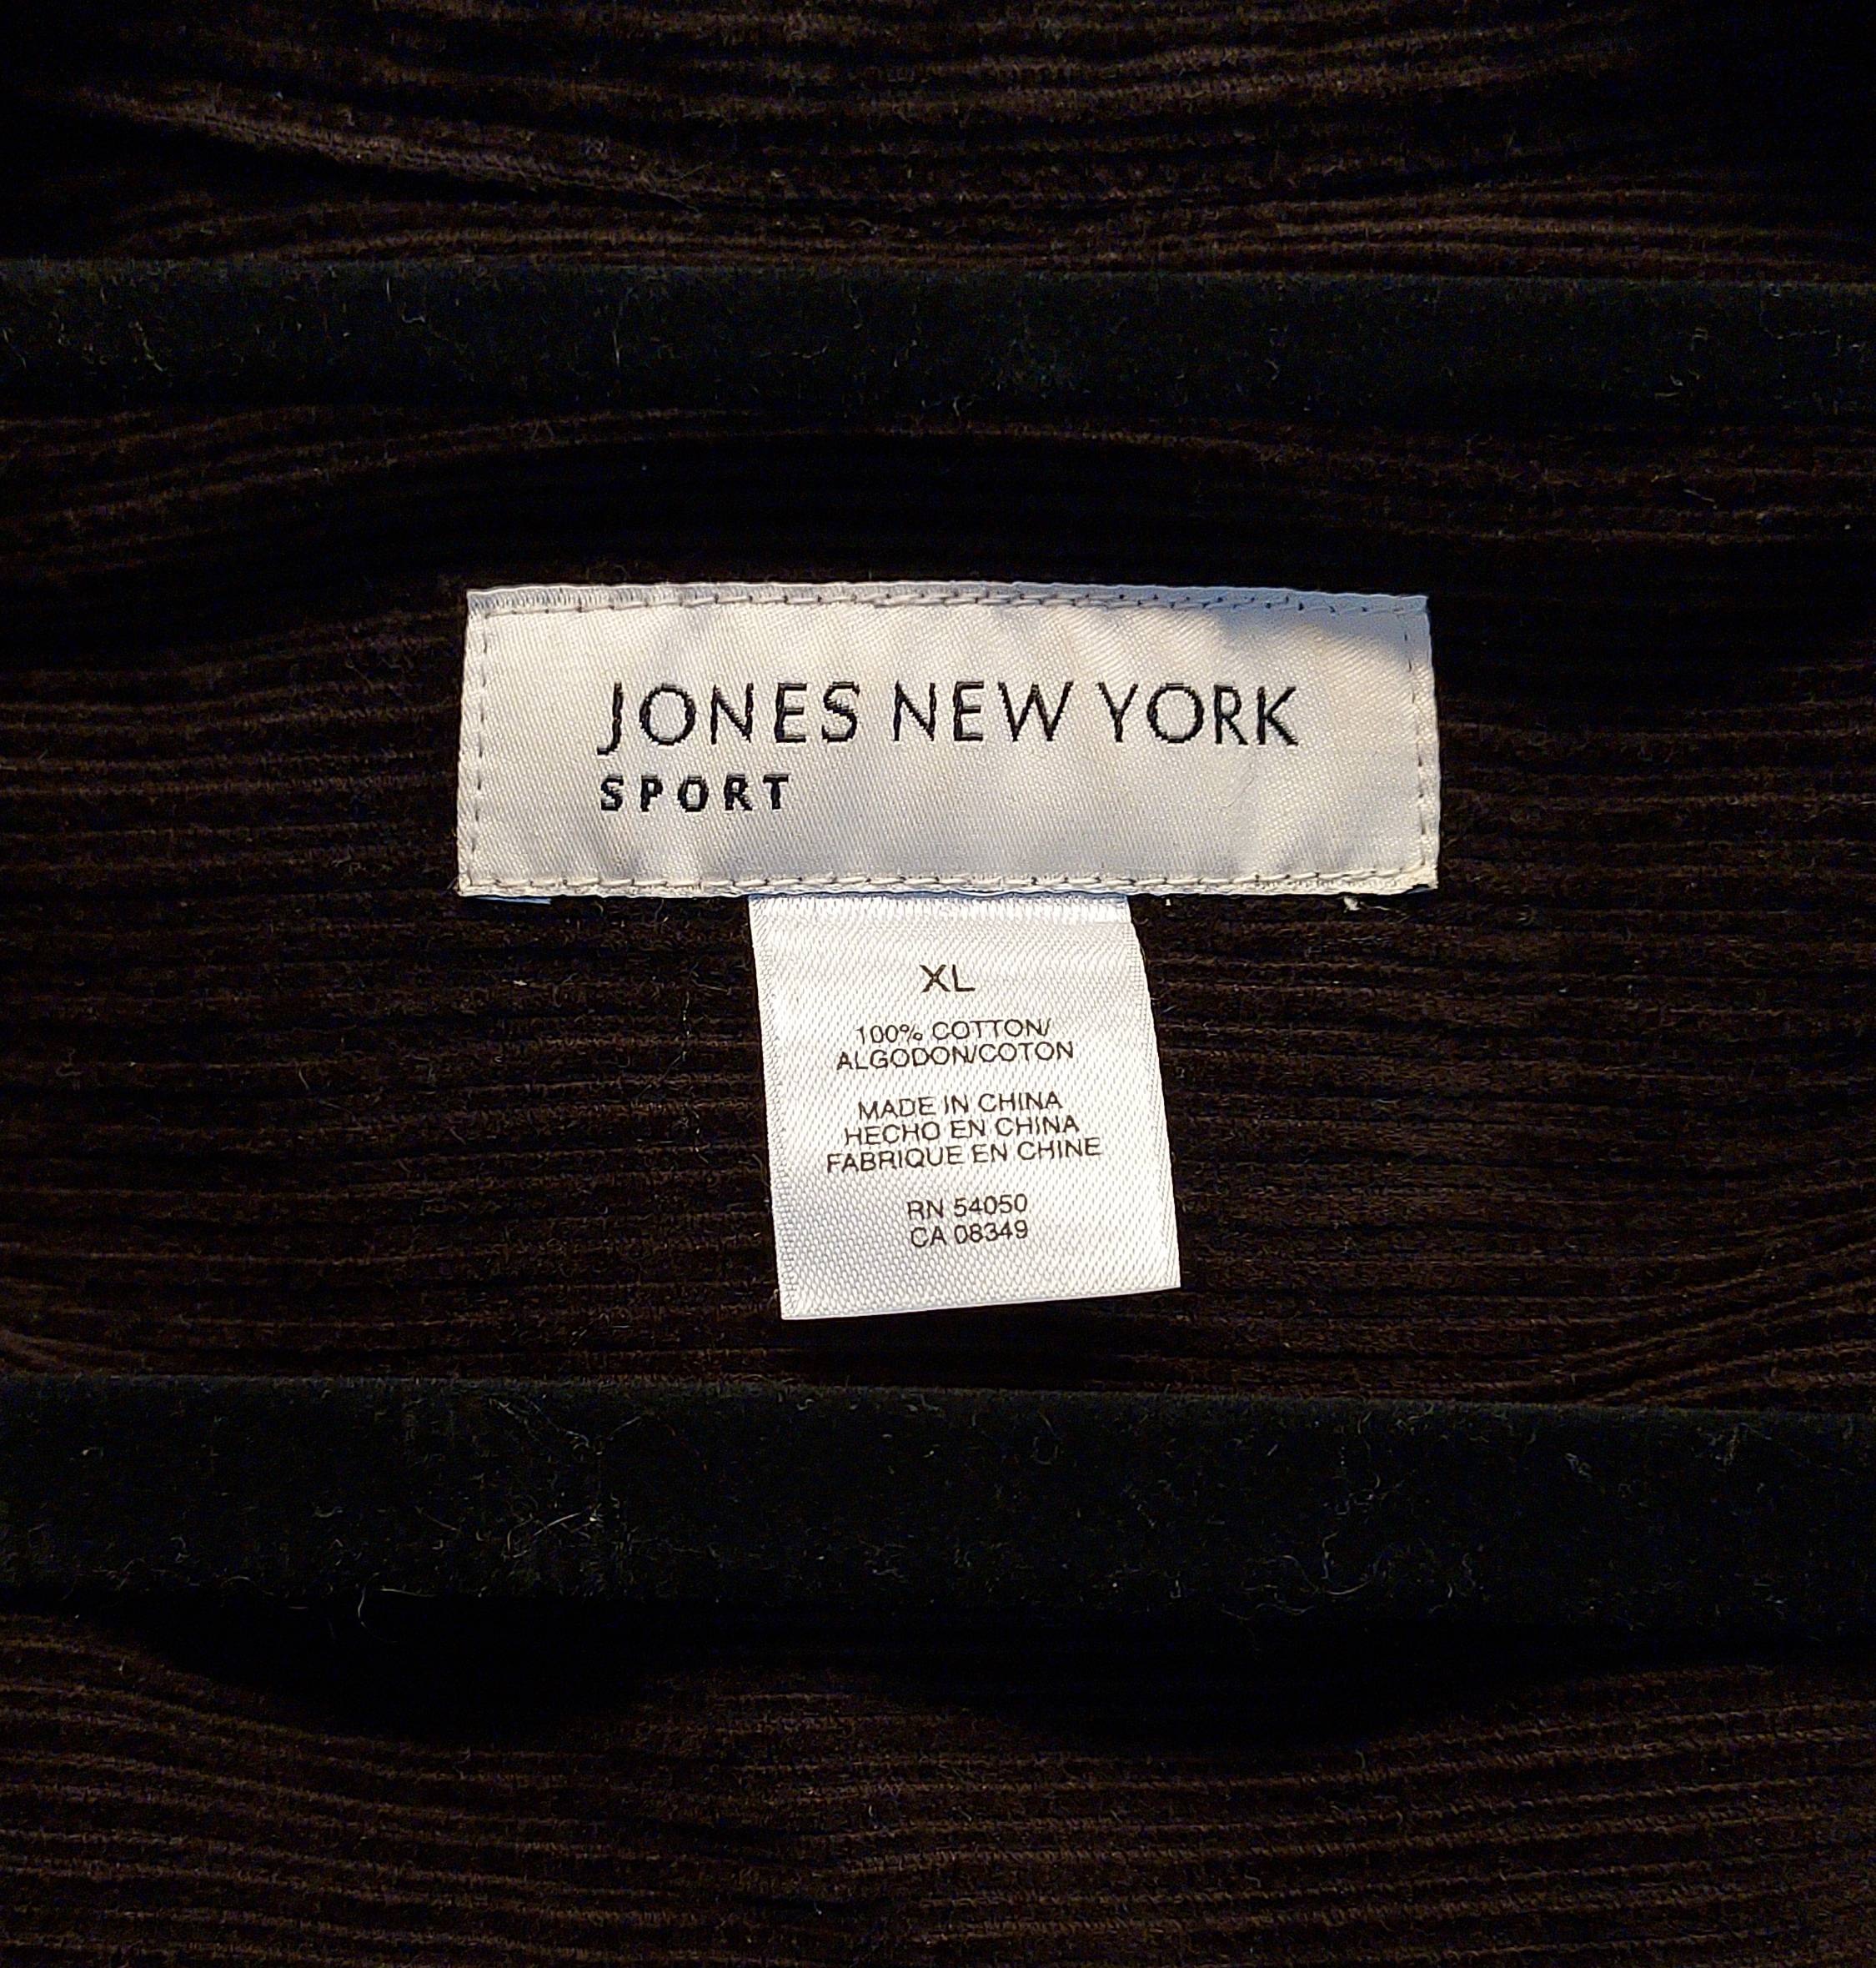 JONES NEW YORK
SPORT
XL
100% COTTON/
ALGODON/COTON
MADE IN CHINA
HECHO EN CHINA
FABRIQUE EN CHINE
RN 54050
CA 08349